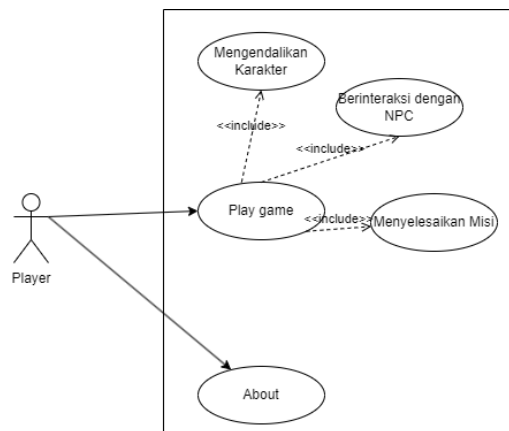 Mengendalikan
Karakter
Berinteraksi dengan
NPC
<<include>>
<<include>>
Play game
<<include>>
Menyelesaikan Misi
Player
About